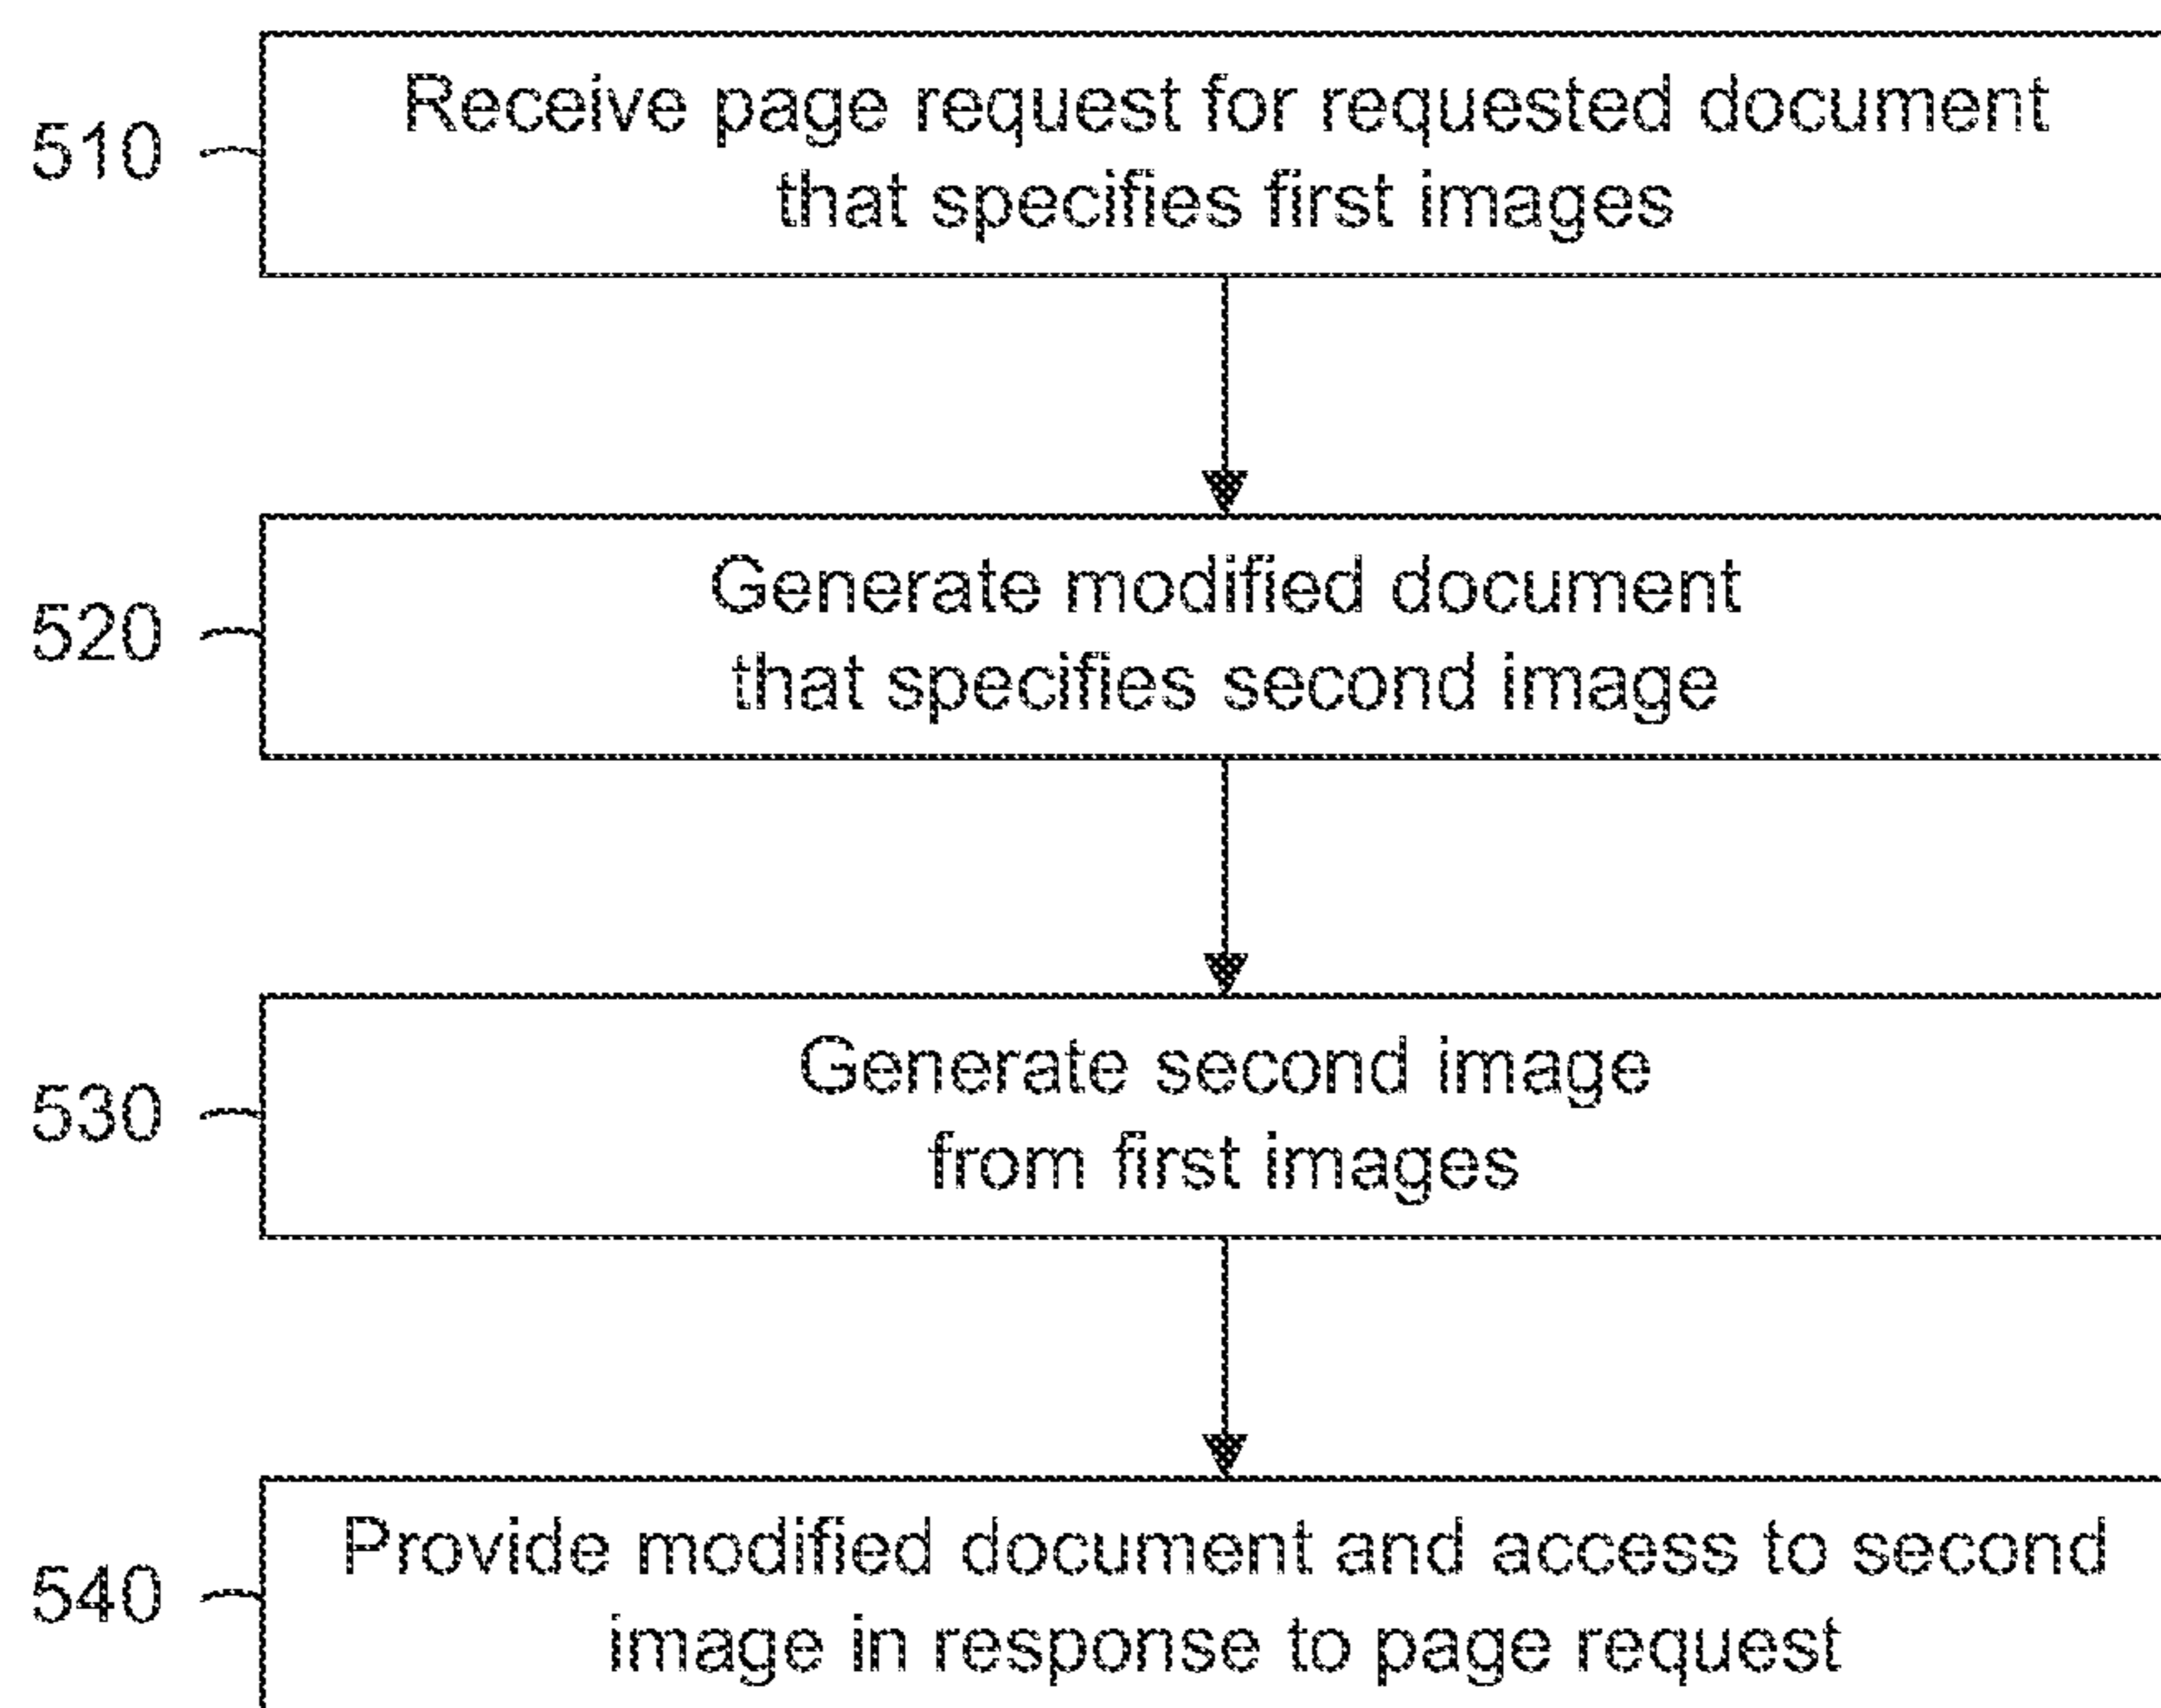 510
Receive page request for requested document
that specifies first images
520
Generate modified document
that specifies second image
530
Generate second image
from first images
540
Provide modified document and access to second
image in response to page request